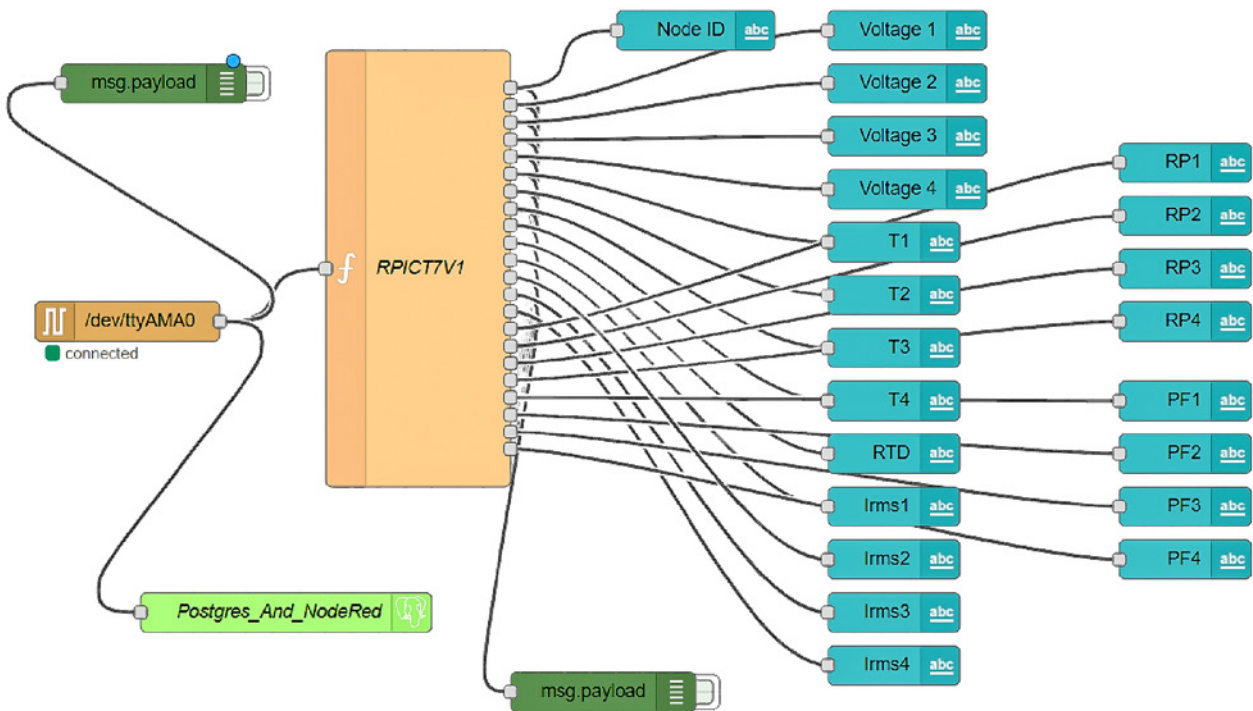 Node ID abc
Voltage 1 abc
msg.payload
Voltage 2 abc
Voltage 3 abc
RP1 abc
Voltage 4 abc
RP2 abc
T1 abc
RPICT7V1
RP3 abc
T2 abc
/dev/ttyAMA0
RP4 abc
connected
T3 abc
T4 abc
PF1 abc
RTD abc
PF2 abc
Irms1 abc
PF3 abc
Irms2 abc
PF4 abc
Postgres_And_NodeRed
Irms3 abc
Irms4 abc
msg.payload